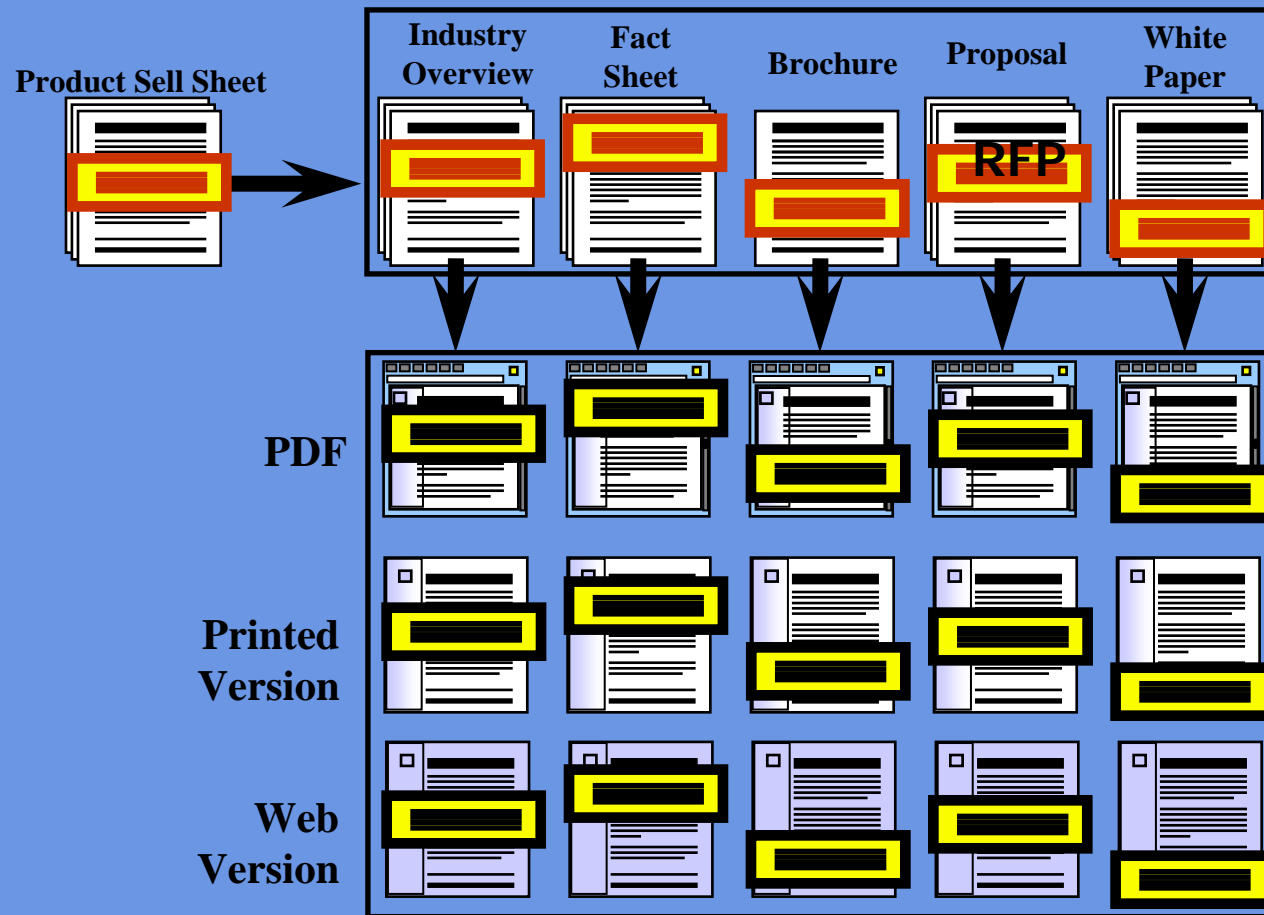 Product Sell Sheet
Industry
Overview
Fact
Sheet
Brochure
Proposal
White
Paper
RFP
PDF
Printed
Version
Web
Version